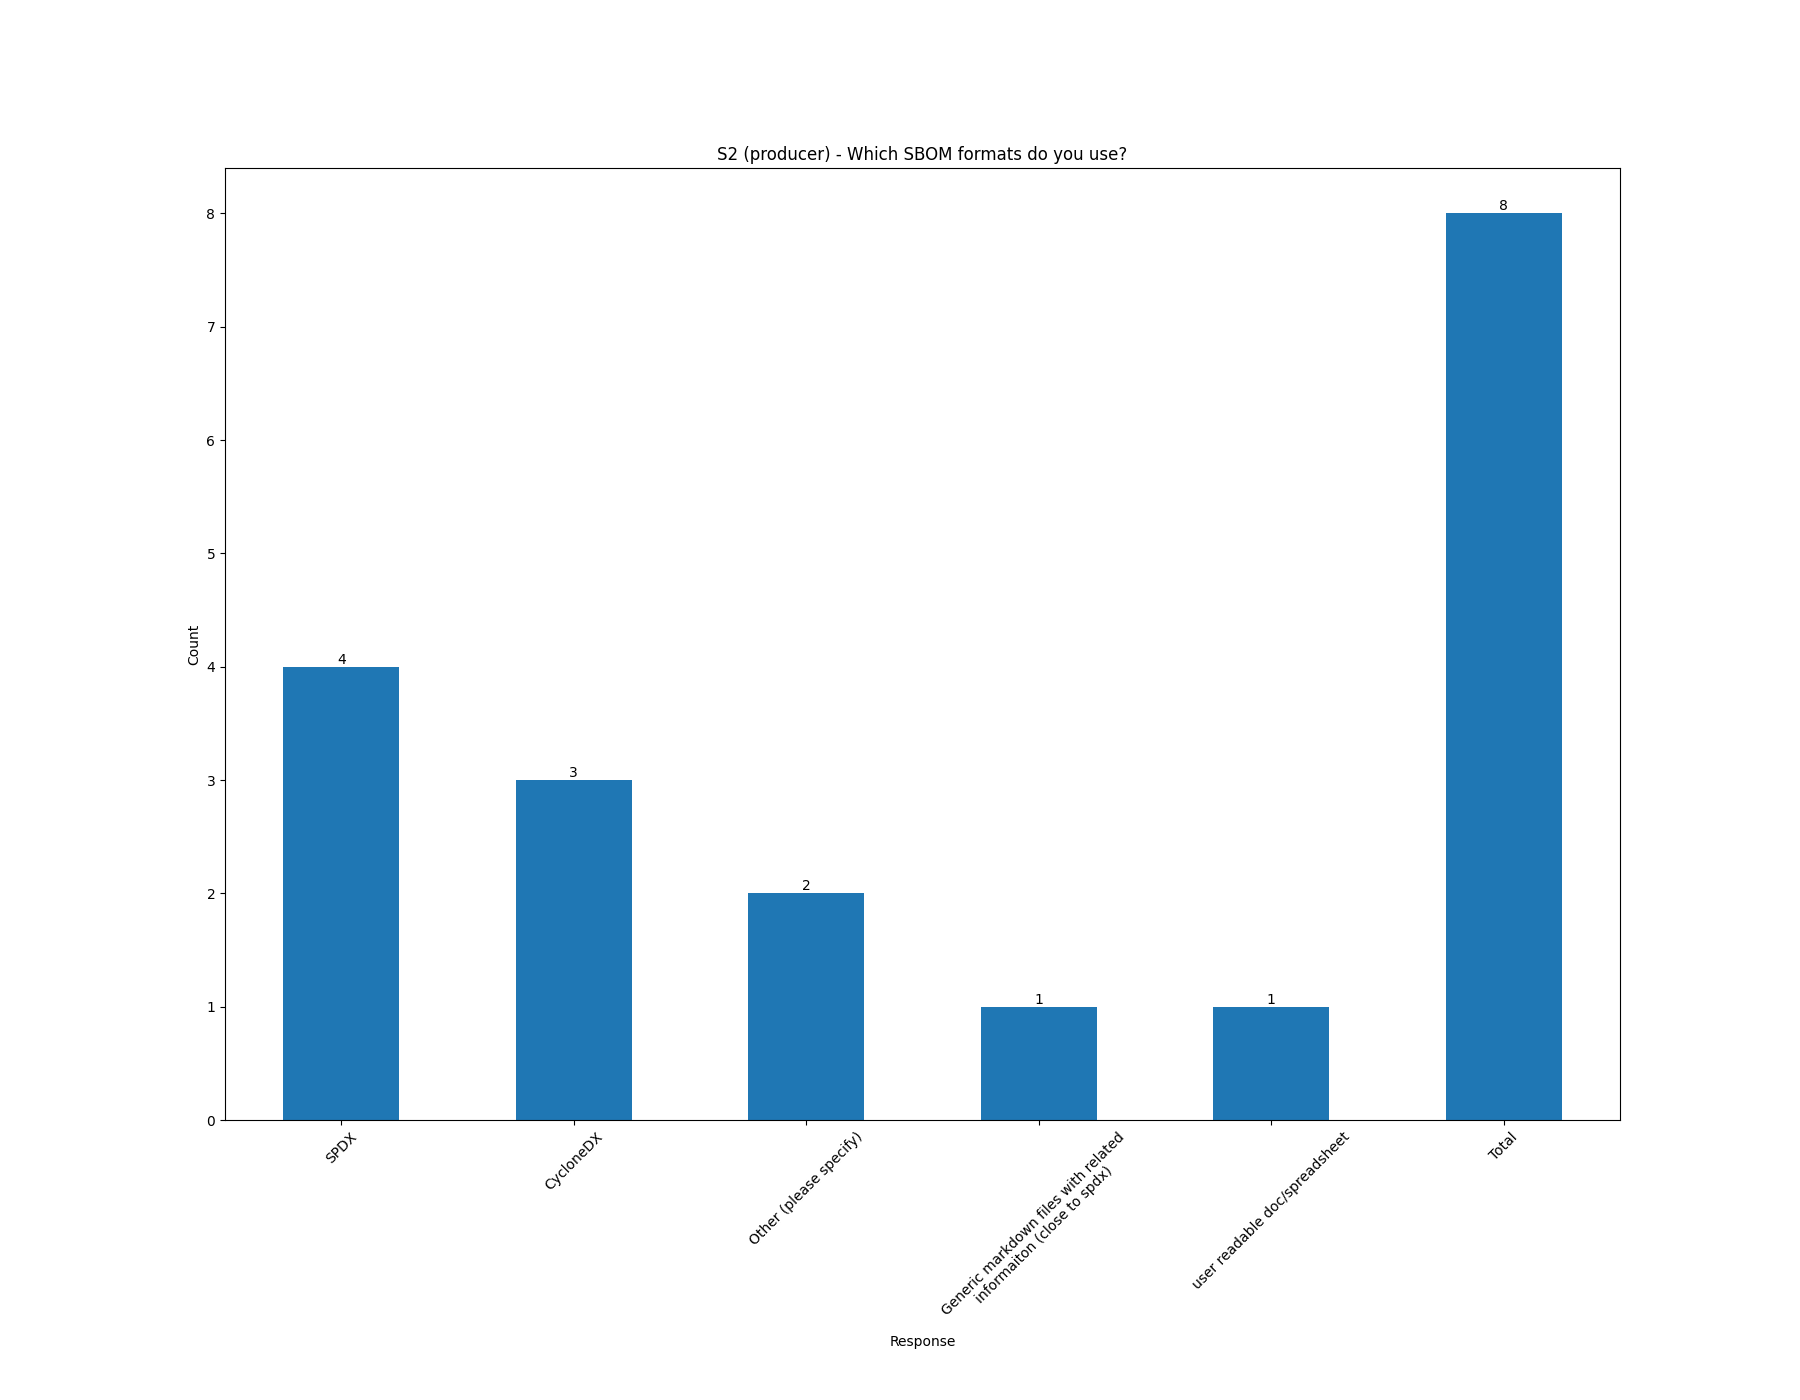 S2 (producer) - Which SBOM formats do you use?
Count
8
7
6
5
4
3
2
1
0
4
3
2
1
1
8
SPDX
CycloneDX
Other (please specify)
Generic markdown files with related
informaiton (close to spdx)
user readable doc/spreadsheet
Total
Response